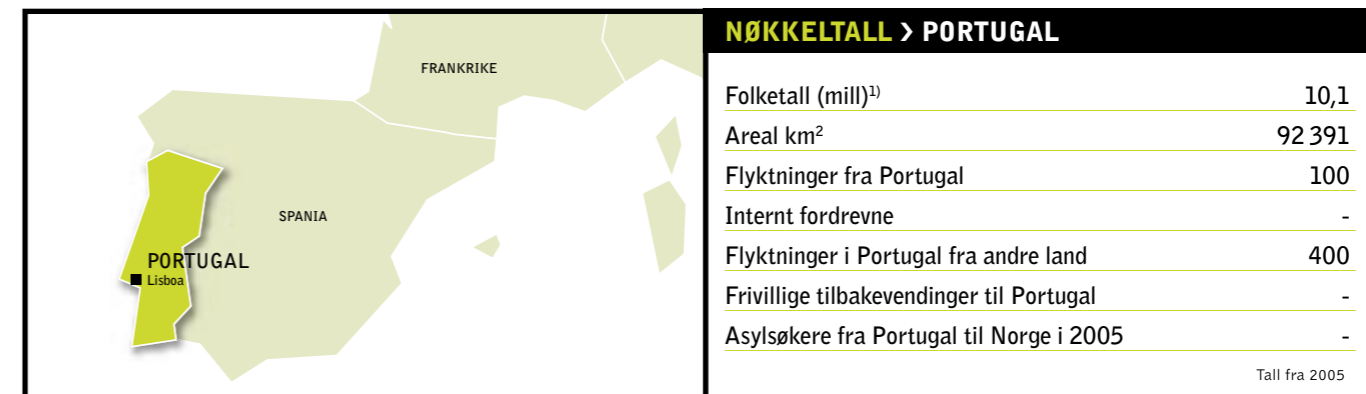 FRANKRIKE
SPANIA
PORTUGAL
Lisboa
NØKKELTALL › PORTUGAL
Folketall (mill)1) 10,1
Areal km2 92 391
Flyktninger fra Portugal 100
Internt fordrevne -
Flyktninger i Portugal fra andre land 400
Frivillige tilbakevendinger til Portugal -
Asylsøkere fra Portugal til Norge i 2005 -
Tall fra 2005